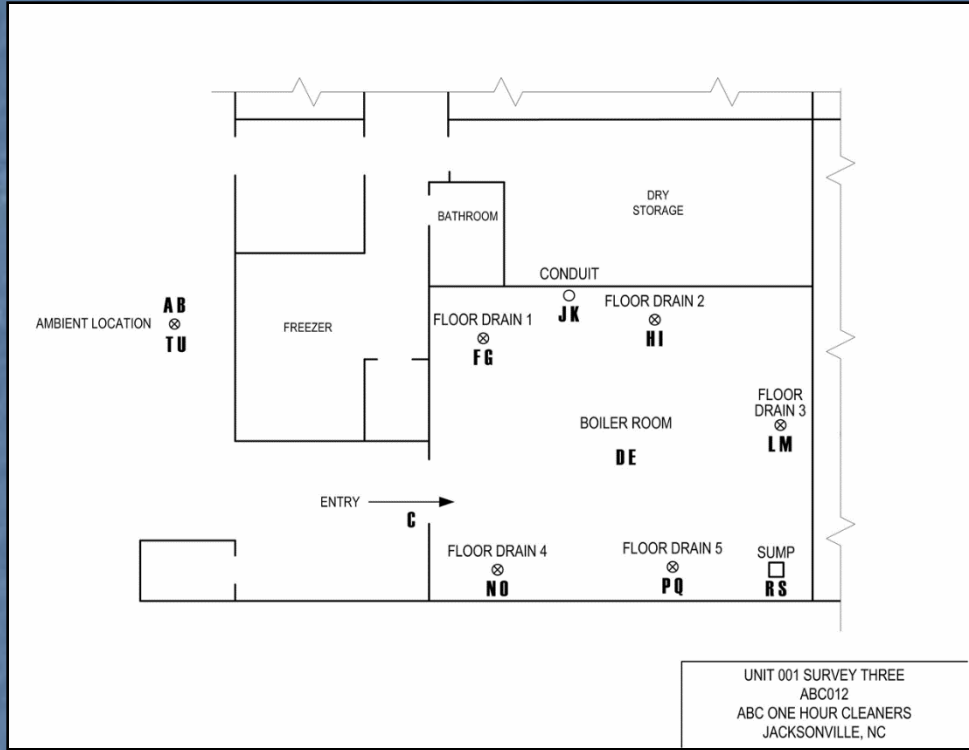 DRY
STORAGE
BATHROOM
CONDUIT
JK
FLOOR DRAIN 2
HI
FLOOR DRAIN 1
FG
AB
AMBIENT LOCATION
TU
FREEZER
FLOOR
DRAIN 3
LM
BOILER ROOM
DE
ENTRY
C
FLOOR DRAIN 4
NO
FLOOR DRAIN 5
PQ
SUMP
RS
UNIT 001 SURVEY THREE
ABC012
ABC ONE HOUR CLEANERS
JACKSONVILLE, NC